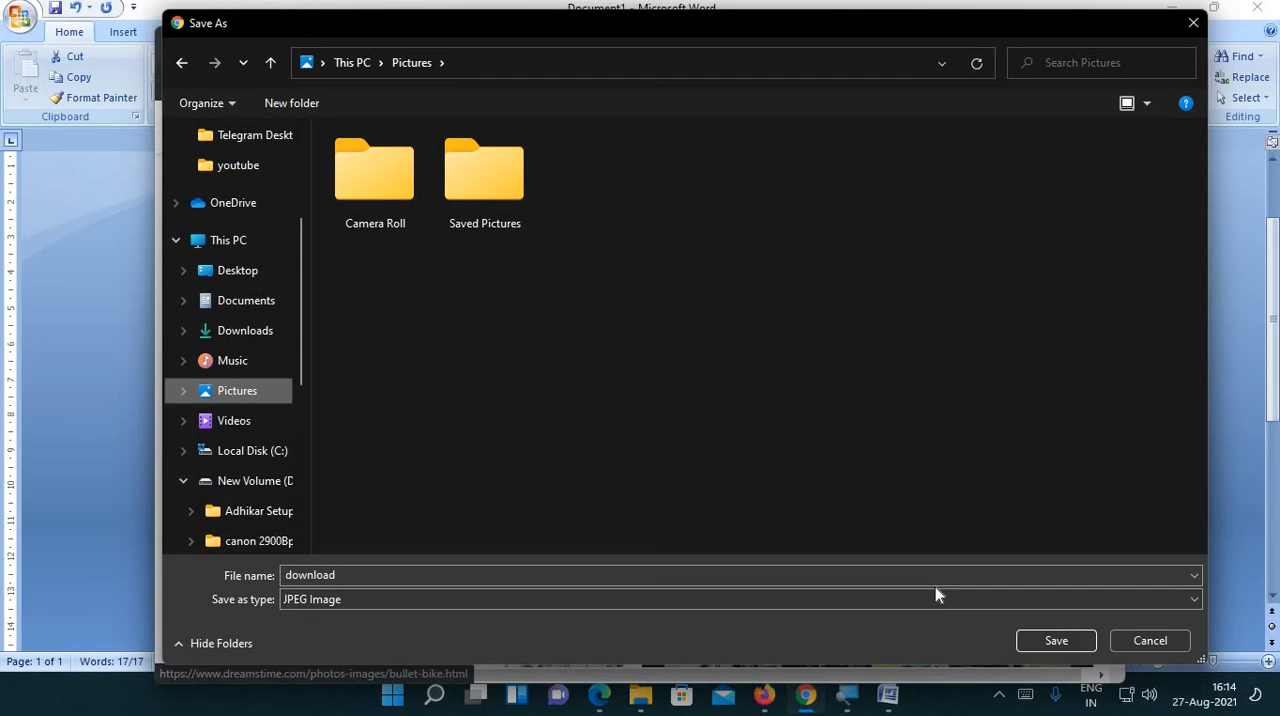 Document1 - Microsoft Word
Save As
Home
Insert
This PC
Pictures
Search Pictures
Cut
Copy
Paste
Format Painter
Clipboard
Organize
New folder
Find
Replace
Select
Editing
Telegram Deskt
youtube
OneDrive
This PC
Desktop
Documents
Downloads
Music
Pictures
Videos
Local Disk (C:)
New Volume (D
Adhikar Setup
canon 2900Bp
Camera Roll
Saved Pictures
File name:
download
Save as type:
JPEG Image
Hide Folders
Save
Cancel
Page: 1 of 1
Words: 17/17
https://www.dreamstime.com/photos-images/bullet-bike.html
ENG
IN
16:14
27-Aug-2021